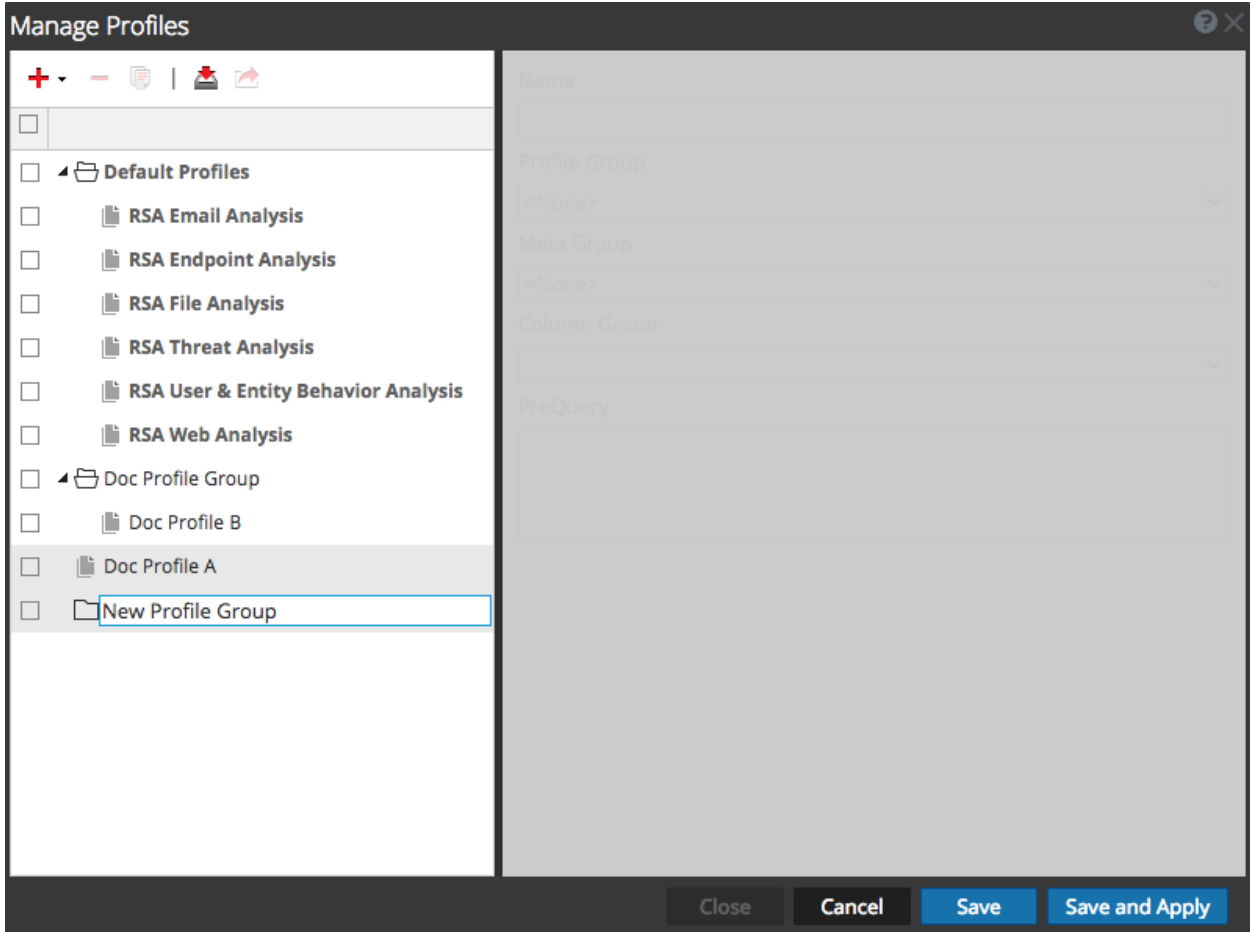 Manage Profiles
Default Profiles
RSA Email Analysis
RSA Endpoint Analysis
RSA File Analysis
RSA Threat Analysis
RSA User & Entity Behavior Analysis
RSA Web Analysis
Doc Profile Group
Doc Profile B
Doc Profile A
New Profile Group
Name
Profile Group
<None>
Meta Group
<None>
Column Group
PreQuery
Close
Cancel
Save
Save and Apply